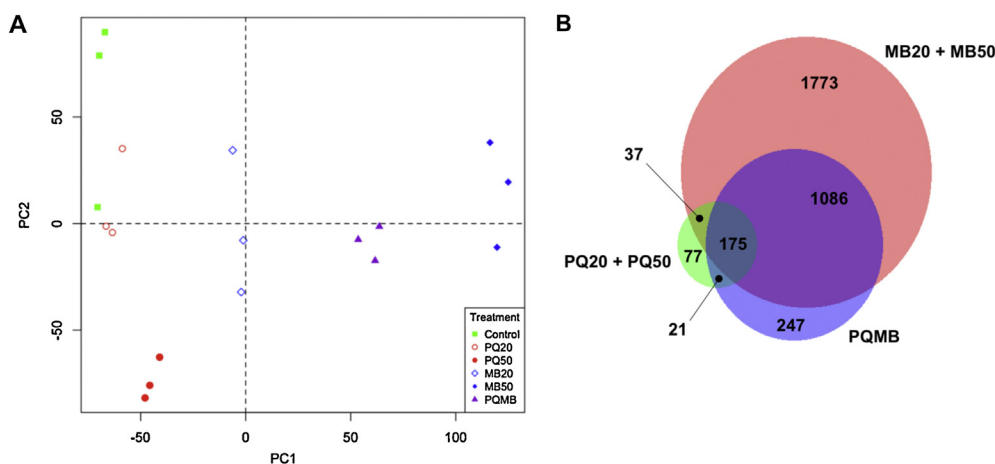 A
PC2
50
0
-50
-50
0
50
100
PC1
Treatment
Control
PQ20
PQ50
MB20
MB50
PQMB
B
MB20 + MB50
1773
37
1086
175
77
PQ20 + PQ50
21
247
PQMB